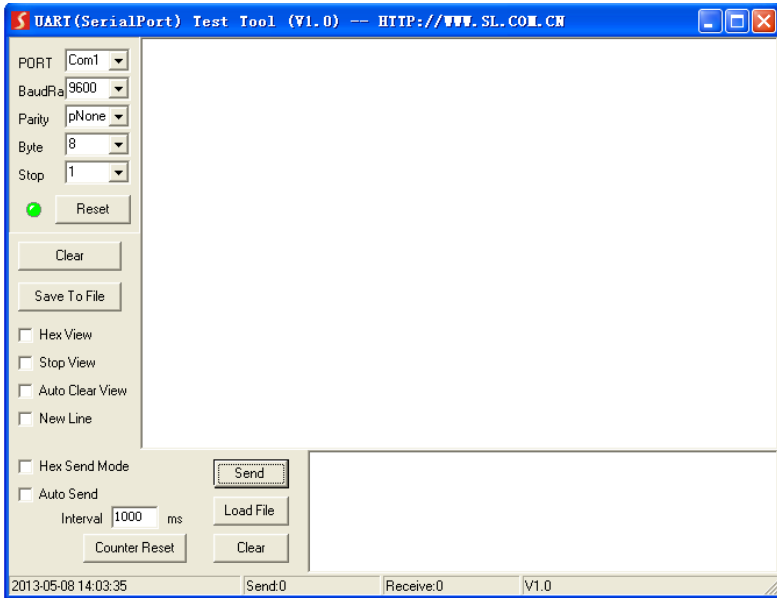 UART(SerialPort) Test Tool (V1.0) -- HTTP://WWW.SL.COM.CN
PORT Com1
BaudRa 9600
Parity pNone
Byte 8
Stop 1
Reset
Clear
Save To File
Hex View
Stop View
Auto Clear View
New Line
Hex Send Mode
Send
Auto Send
Interval 1000 ms
Load File
Counter Reset
Clear
2013-05-08 14:03:35 Send:0 Receive:0 V1.0